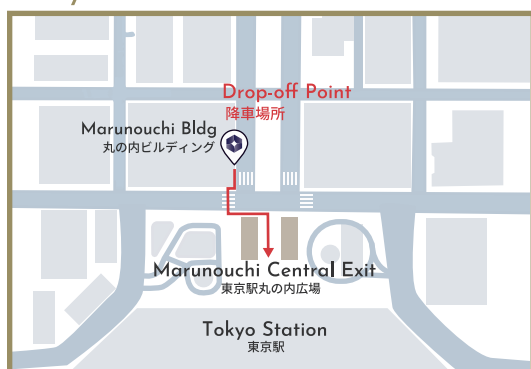 Drop-off Point
降車場所
Marunouchi Bldg
丸の内ビルディング
Marunouchi Central Exit
東京駅丸の内広場
Tokyo Station
東京駅